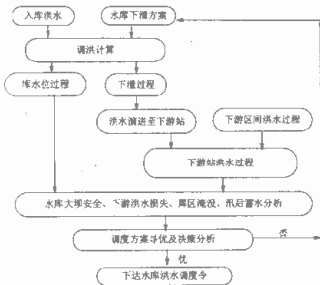 入库洪水
水库下泄方案
调洪计算
库水位过程
下泄过程
洪水演进至下游站
下游区间洪水过程
下游站洪水过程
水库大坝安全、下游洪水损失、库区淹没、汛后蓄水分析
调度方案寻优及决策分析
否
优
下达水库洪水调度令